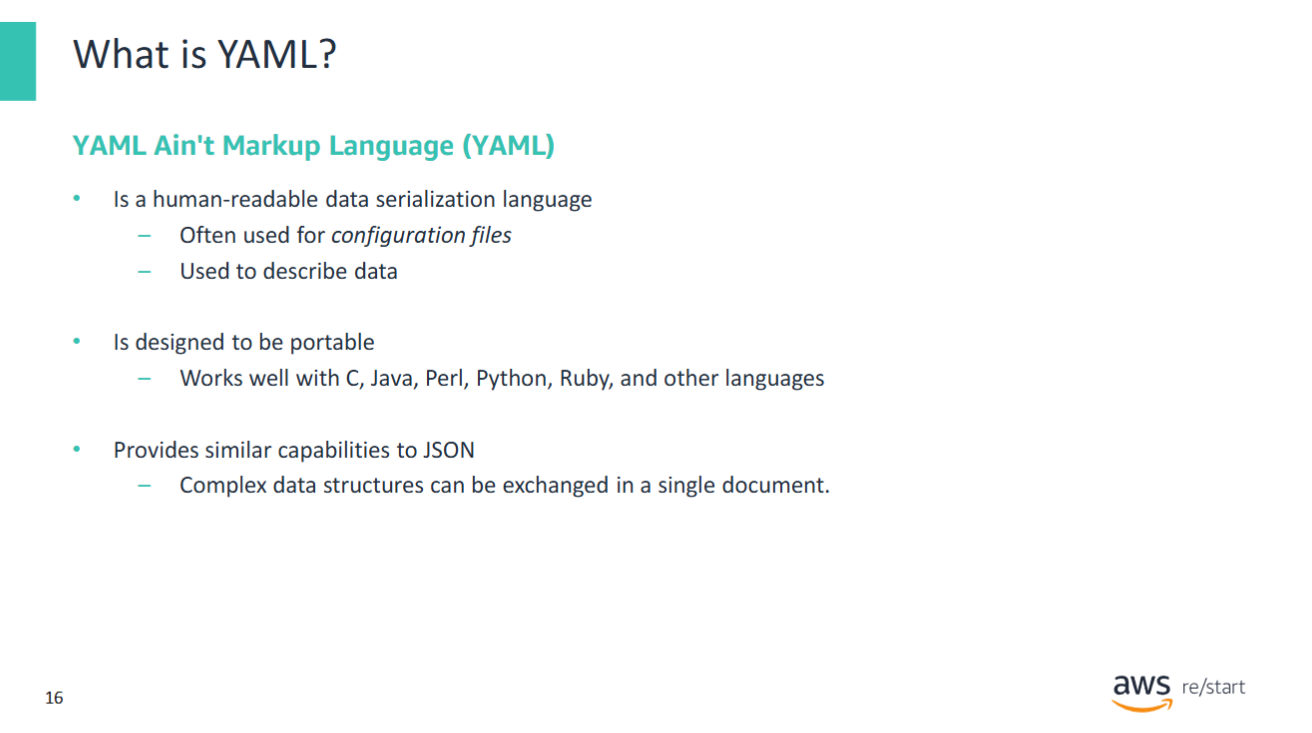 What is YAML?
YAML Ain't Markup Language (YAML)
• Is a human-readable data serialization language
– Often used for configuration files
– Used to describe data
• Is designed to be portable
– Works well with C, Java, Perl, Python, Ruby, and other languages
• Provides similar capabilities to JSON
– Complex data structures can be exchanged in a single document.
16
aws re/start